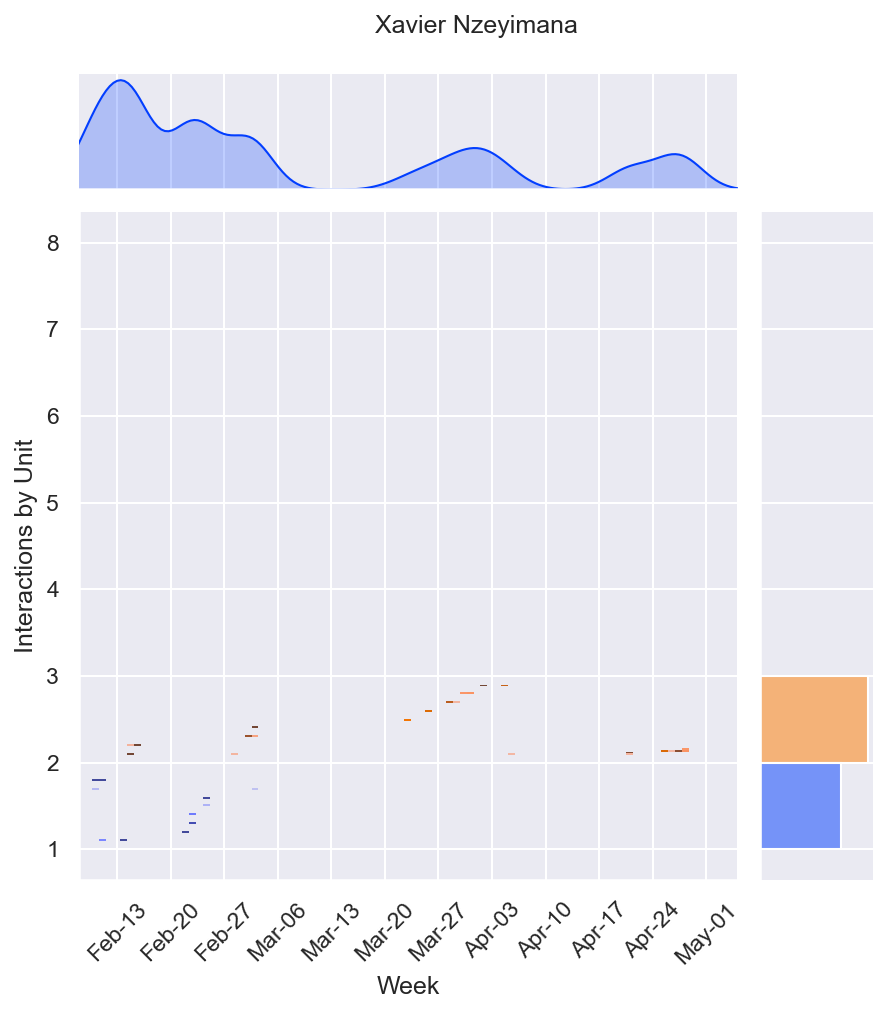 Xavier Nzeyimana
8
7
6
5
4
3
2
1
Interactions by Unit
Feb-13
Feb-20
Feb-27
Mar-06
Mar-13
Mar-20
Mar-27
Apr-03
Apr-10
Apr-17
Apr-24
May-01
Week